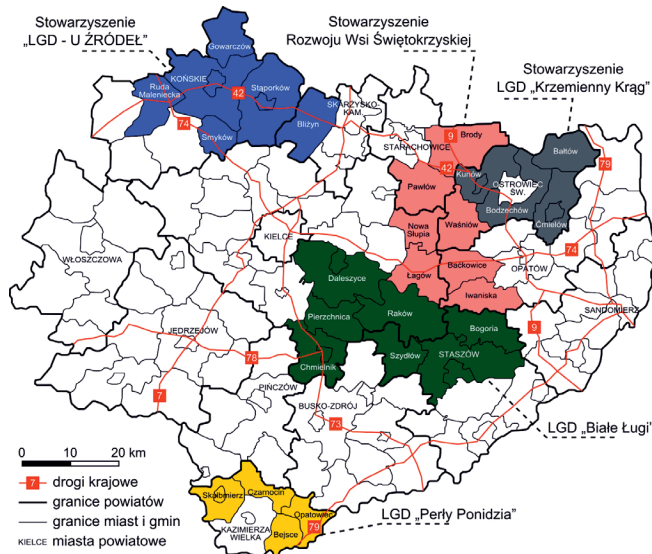 Stowarzyszenie
„LGD - U ŹRÓDEŁ"
Stowarzyszenie
Rozwoju Wsi Świętokrzyskiej
Stowarzyszenie
LGD „Krzemienny Krąg"
Gowarczów
Ruda
Maleniecka
KOŃSKIE
Stąporków
42
74
Smyków
Bliżyn
SKARŻYSKO-
KAM.
STARACHOWICE
9
Brody
42
Kunów
Bałtów
79
OSTROWIEC
ŚW.
Pawłów
Bodzechów
Ćmielów
Nowa
Słupia
Waśniów
KIELCE
74
WŁOSZCZOWA
Łagów
Baćkowice
OPATÓW
Daleszyce
Iwaniska
SANDOMIERZ
Pierzchnica
Raków
Bogoria
9
JĘDRZEJÓW
78
Szydłów
STASZÓW
Chmielnik
7
PIŃCZÓW
BUSKO-ZDRÓJ
73
LGD „Białe Ługi"
0 10 20 km
7 drogi krajowe
granice powiatów
granice miast i gmin
KIELCE miasta powiatowe
Skalbmierz
Czarnocin
Opatowiec
79
KAZIMIERZA
WIELKA
Bejsce
LGD „Perły Ponidzia"